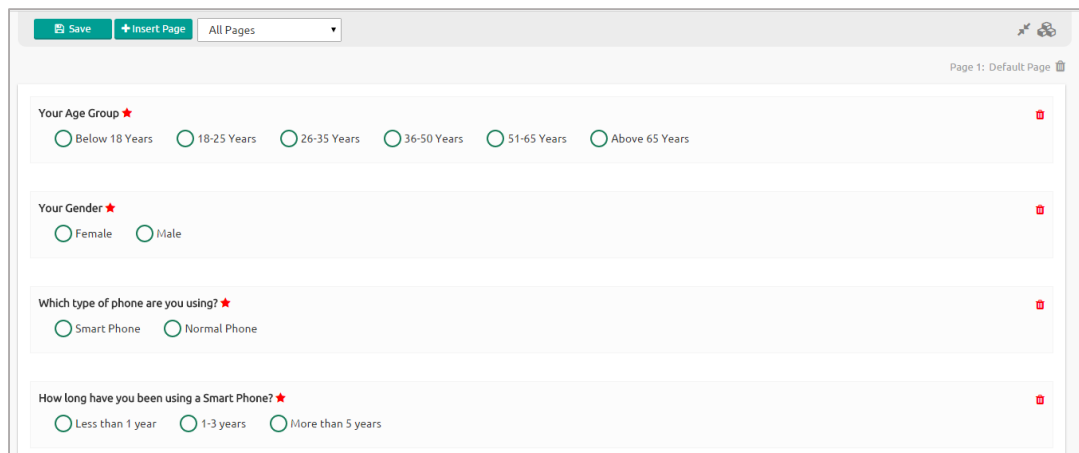 Save Insert Page All Pages
Page 1: Default Page
Your Age Group
Below 18 Years 18-25 Years 26-35 Years 36-50 Years 51-65 Years Above 65 Years
Your Gender
Female Male
Which type of phone are you using?
Smart Phone Normal Phone
How long have you been using a Smart Phone?
Less than 1 year 1-3 years More than 5 years